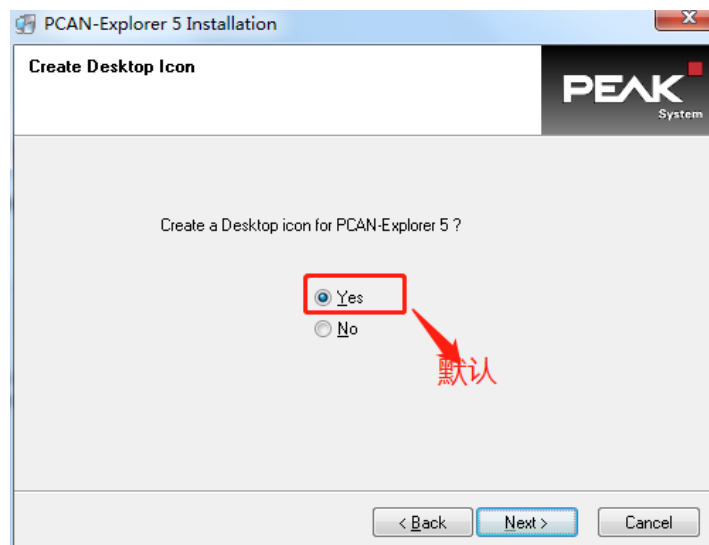 PCAN-Explorer 5 Installation
Create Desktop Icon
PEAK
System
Create a Desktop icon for PCAN-Explorer 5 ?
Yes
No
默认
< Back
Next >
Cancel